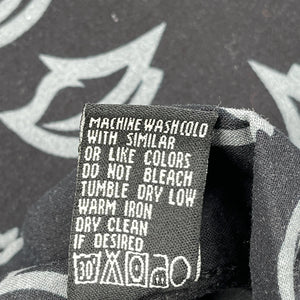 MACHINE WASH COLD
WITH SIMILAR
OR LIKE COLORS
DO NOT BLEACH
TUMBLE DRY LOW
WARM IRON
DRY CLEAN
IF DESIRED
30°